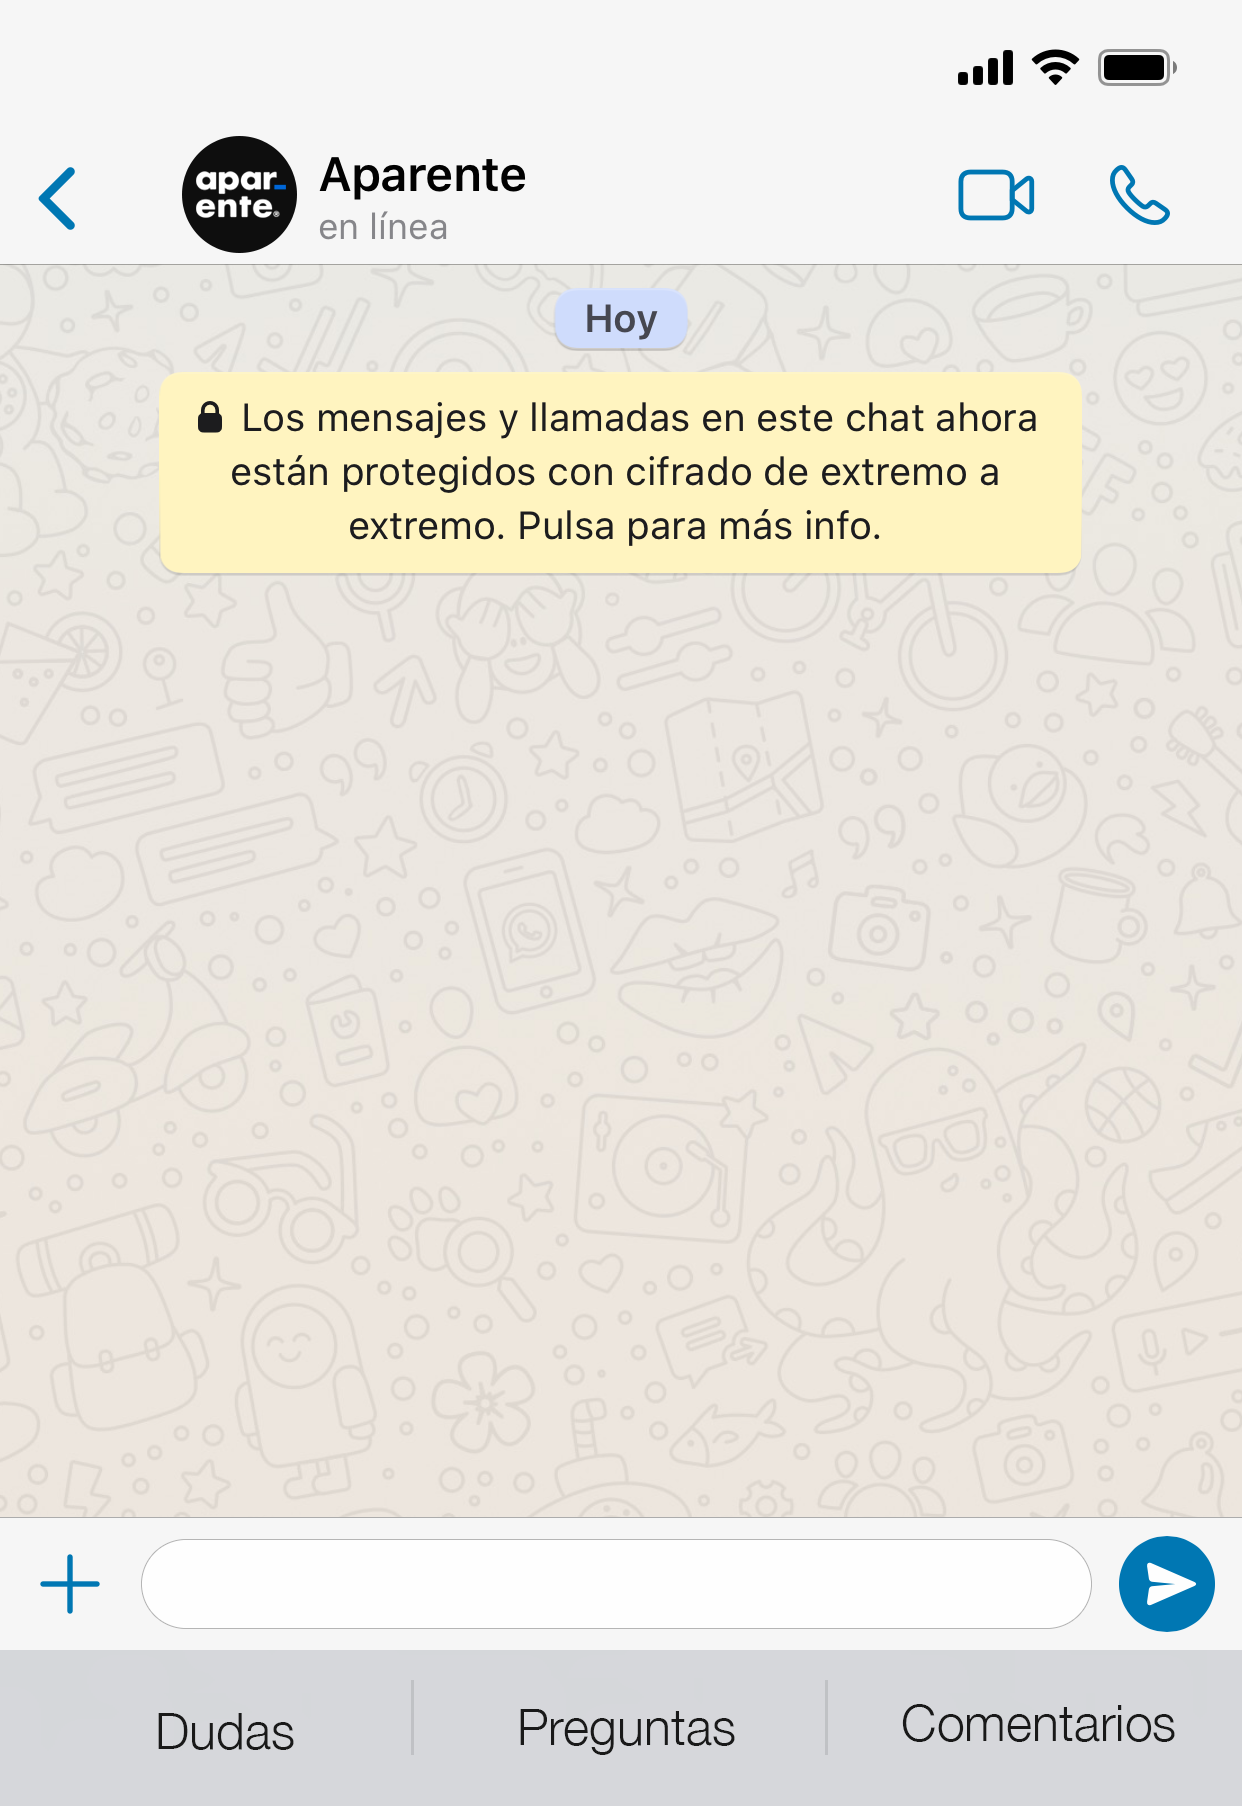 apar_
ente®
Aparente
en línea
Hoy
Los mensajes y llamadas en este chat ahora
están protegidos con cifrado de extremo a
extremo. Pulsa para más info.
Dudas
Preguntas
Comentarios